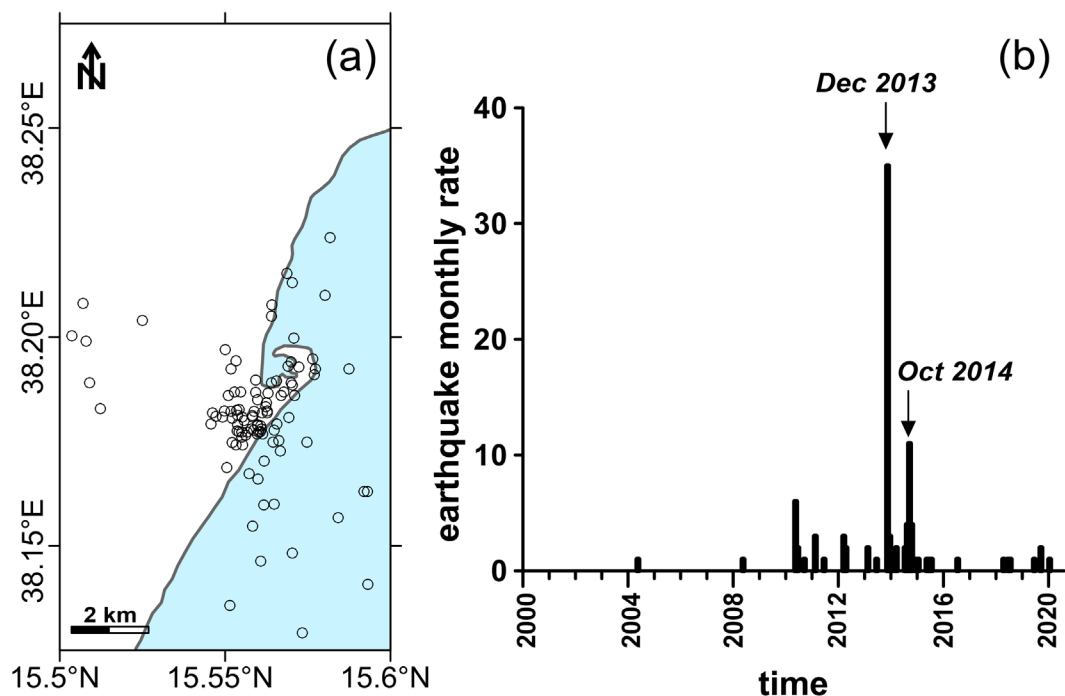 (a)
N
38.25°E
38.20°E
38.15°E
2 km
15.5°N
15.55°N
15.6°N
(b)
Dec 2013
Oct 2014
earthquake monthly rate
40
30
20
10
0
2000
2004
2008
2012
2016
2020
time